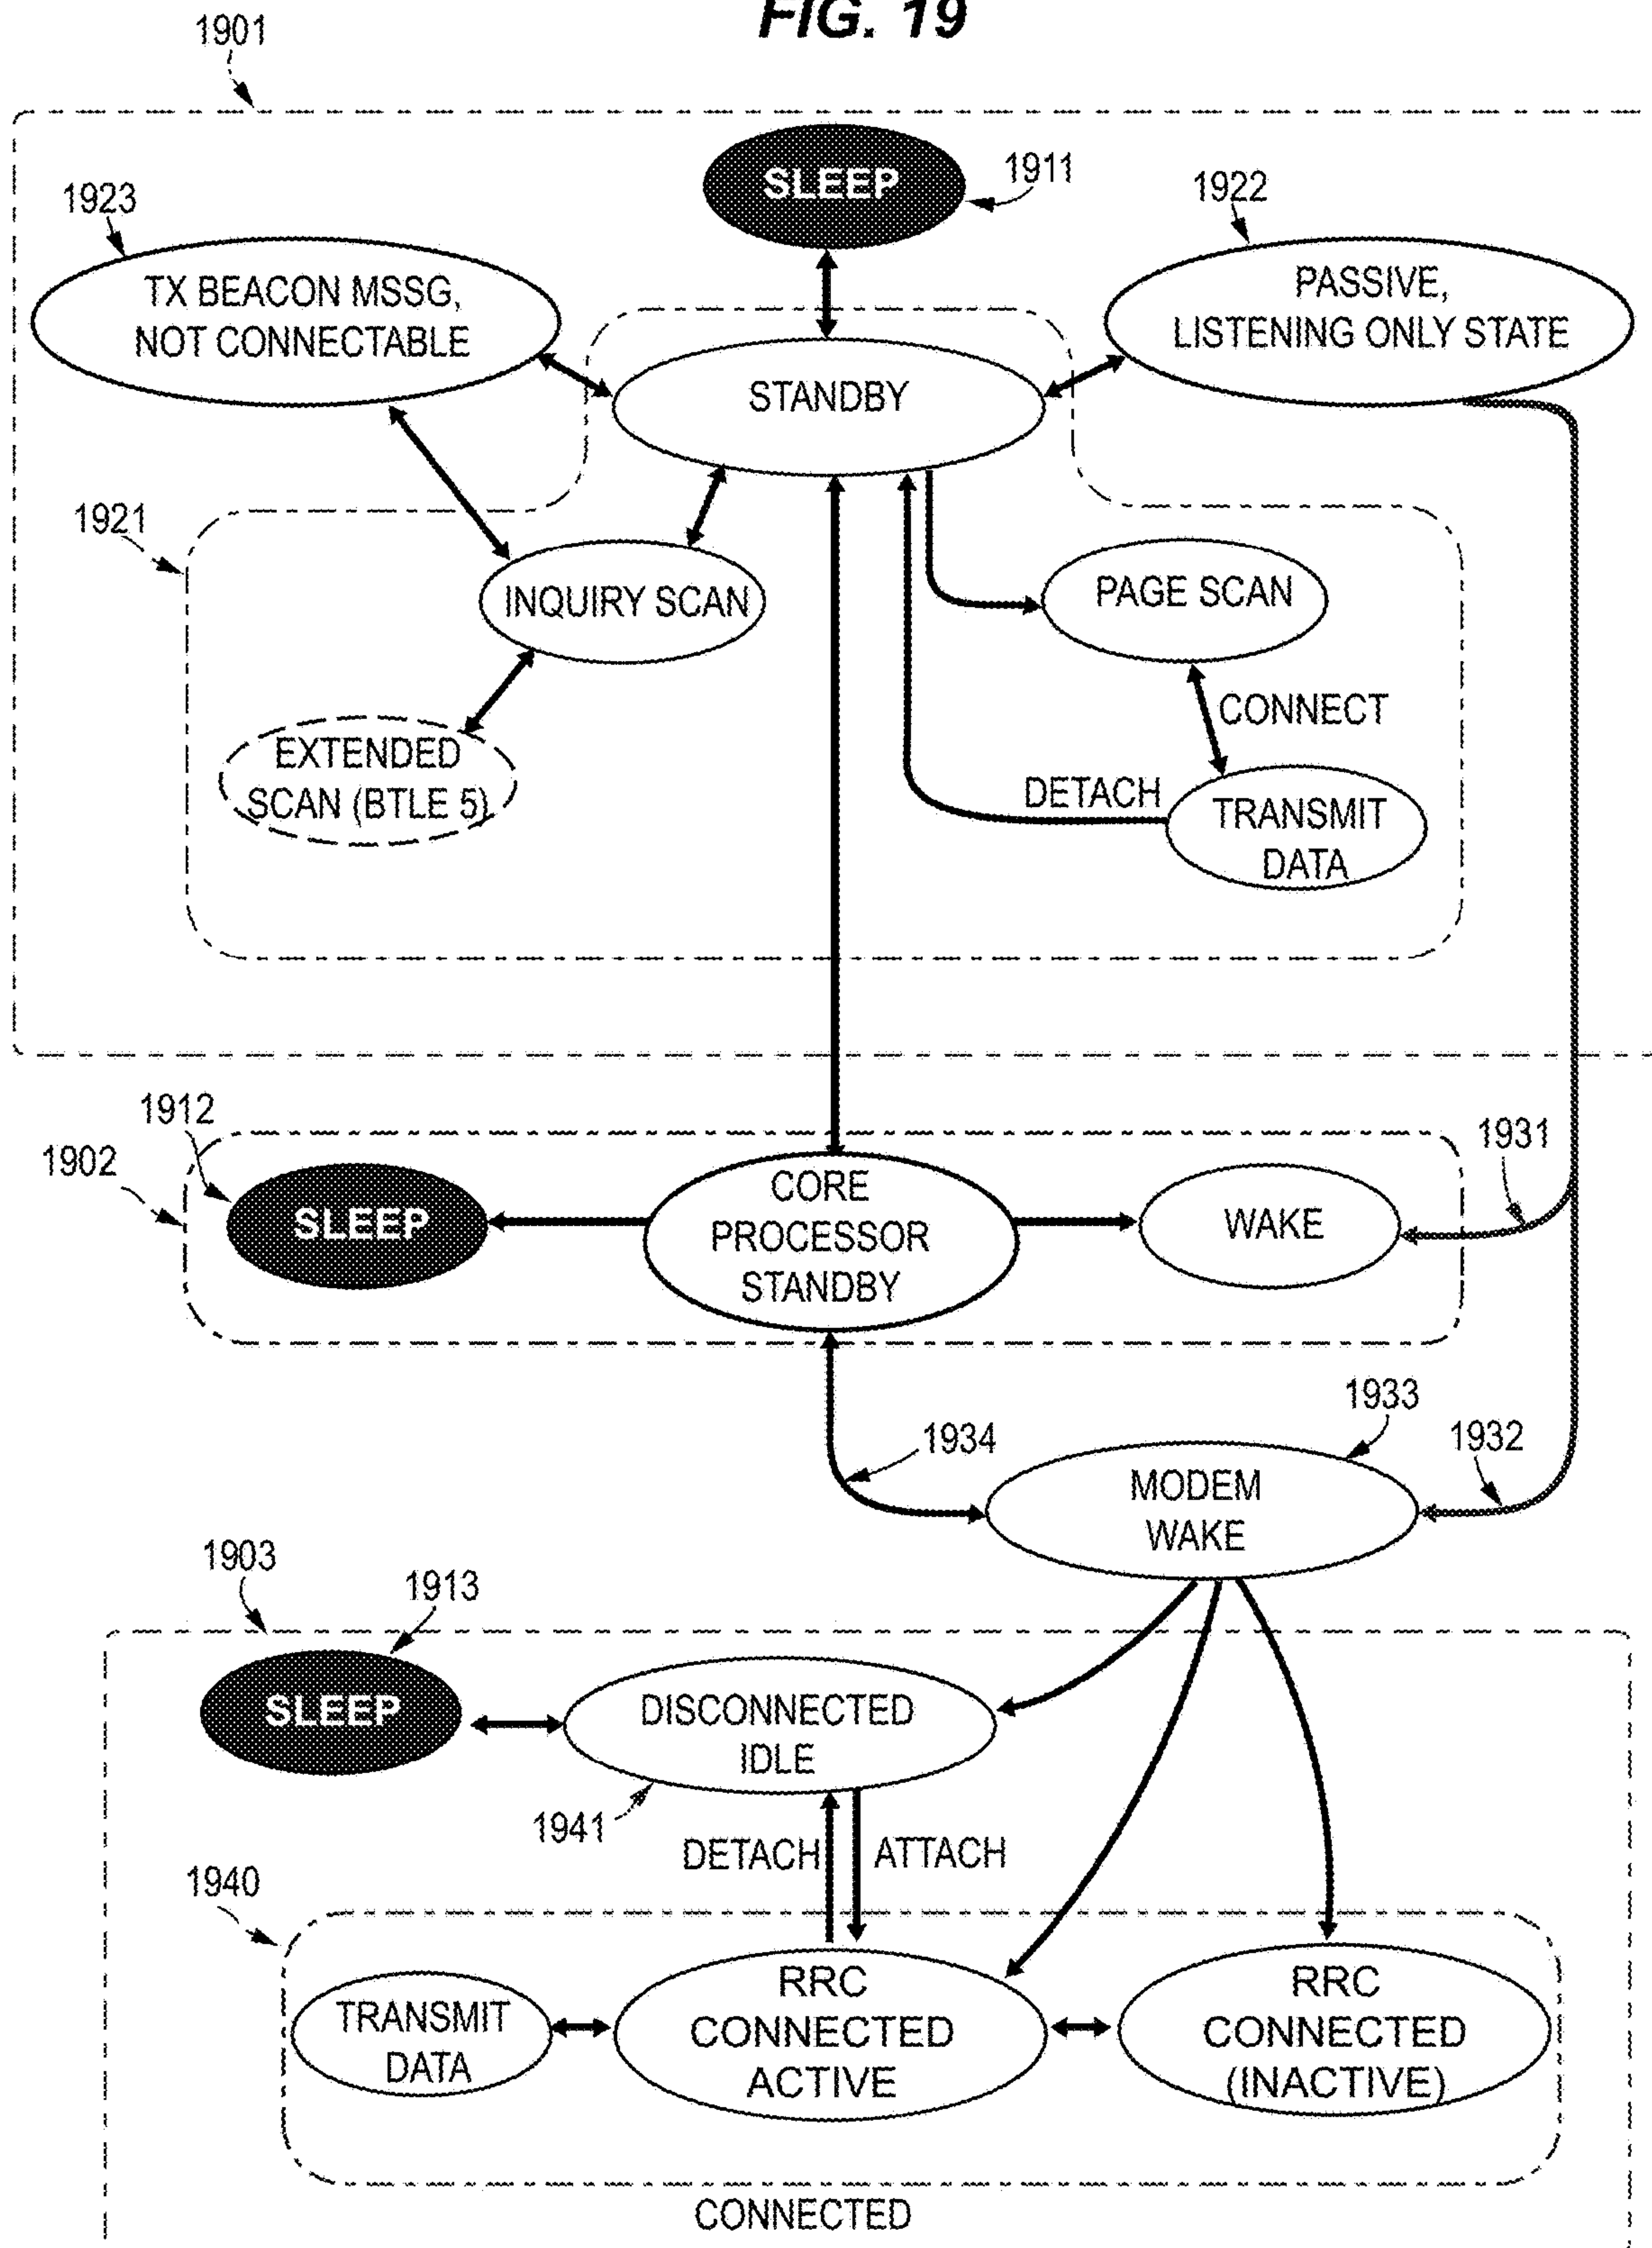 FIG. 19
1901
SLEEP
1911
1923
1922
TX BEACON MSSG,
NOT CONNECTABLE
PASSIVE,
LISTENING ONLY STATE
STANDBY
1921
INQUIRY SCAN
PAGE SCAN
CONNECT
EXTENDED
SCAN (BTLE 5)
DETACH
TRANSMIT
DATA
1912
1902
SLEEP
CORE
PROCESSOR
STANDBY
WAKE
1931
1933
1934
1932
MODEM
WAKE
1903
1913
SLEEP
DISCONNECTED
IDLE
1941
DETACH
ATTACH
1940
TRANSMIT
DATA
RRC
CONNECTED
ACTIVE
RRC
CONNECTED
(INACTIVE)
CONNECTED